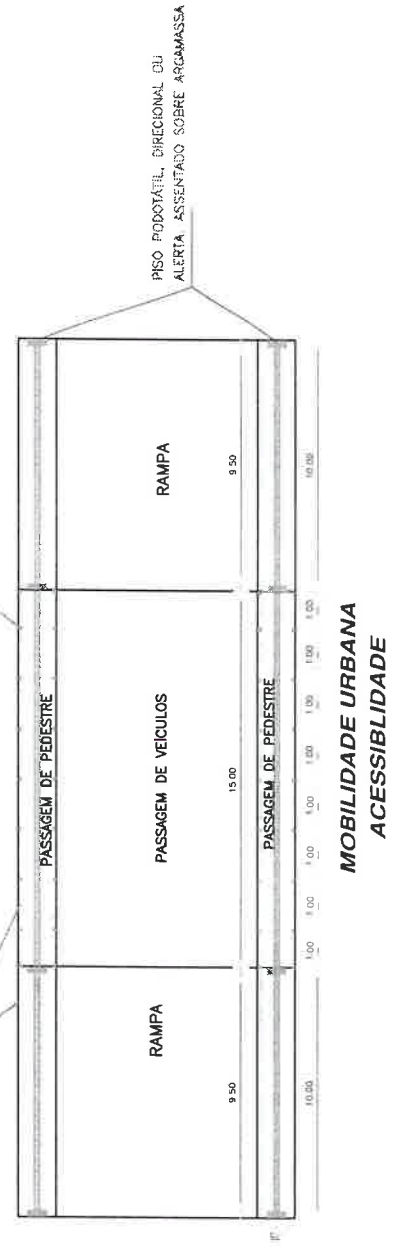 PISO PODOTÁTIL, DIRECIONAL OU
ALERTA, ASSENTADO SOBRE ARGAMASSA
PASSAGEM DE PEDESTRE
RAMPA
PASSAGEM DE VEÍCULOS
RAMPA
9 50
15 00
9 50
PASSAGEM DE PEDESTRE
10.00
1.00
1.00
1.00
1.00
1.00
1.00
1.00
1.00
10.00
MOBILIDADE URBANA
ACESSIBLIDADE